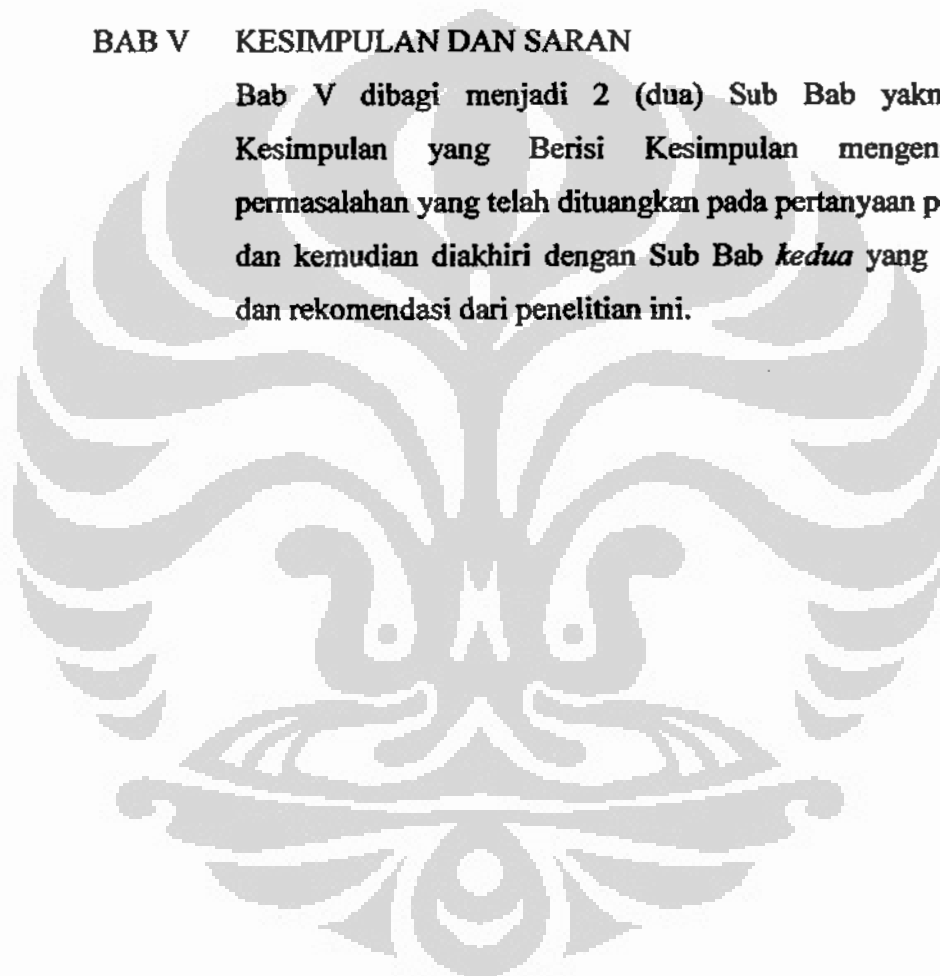 BAB V KESIMPULAN DAN SARAN
Bab V dibagi menjadi 2 (dua) Sub Bab
Kesimpulan yang Berisi Kesimpulan
permasalahan yang telah dituangkan pada pertanyaan
dan kemudian diakhiri dengan Sub Bab kedua yang
dan rekomendasi dari penelitian ini.